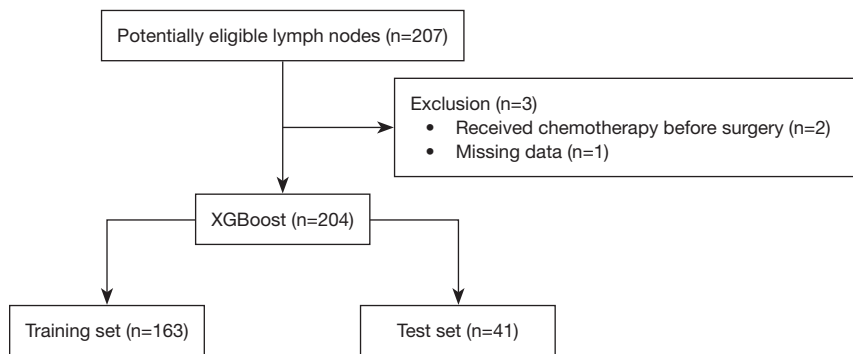 Potentially eligible lymph nodes (n=207)
Exclusion (n=3)
• Received chemotherapy before surgery (n=2)
• Missing data (n=1)
XGBoost (n=204)
Training set (n=163)
Test set (n=41)